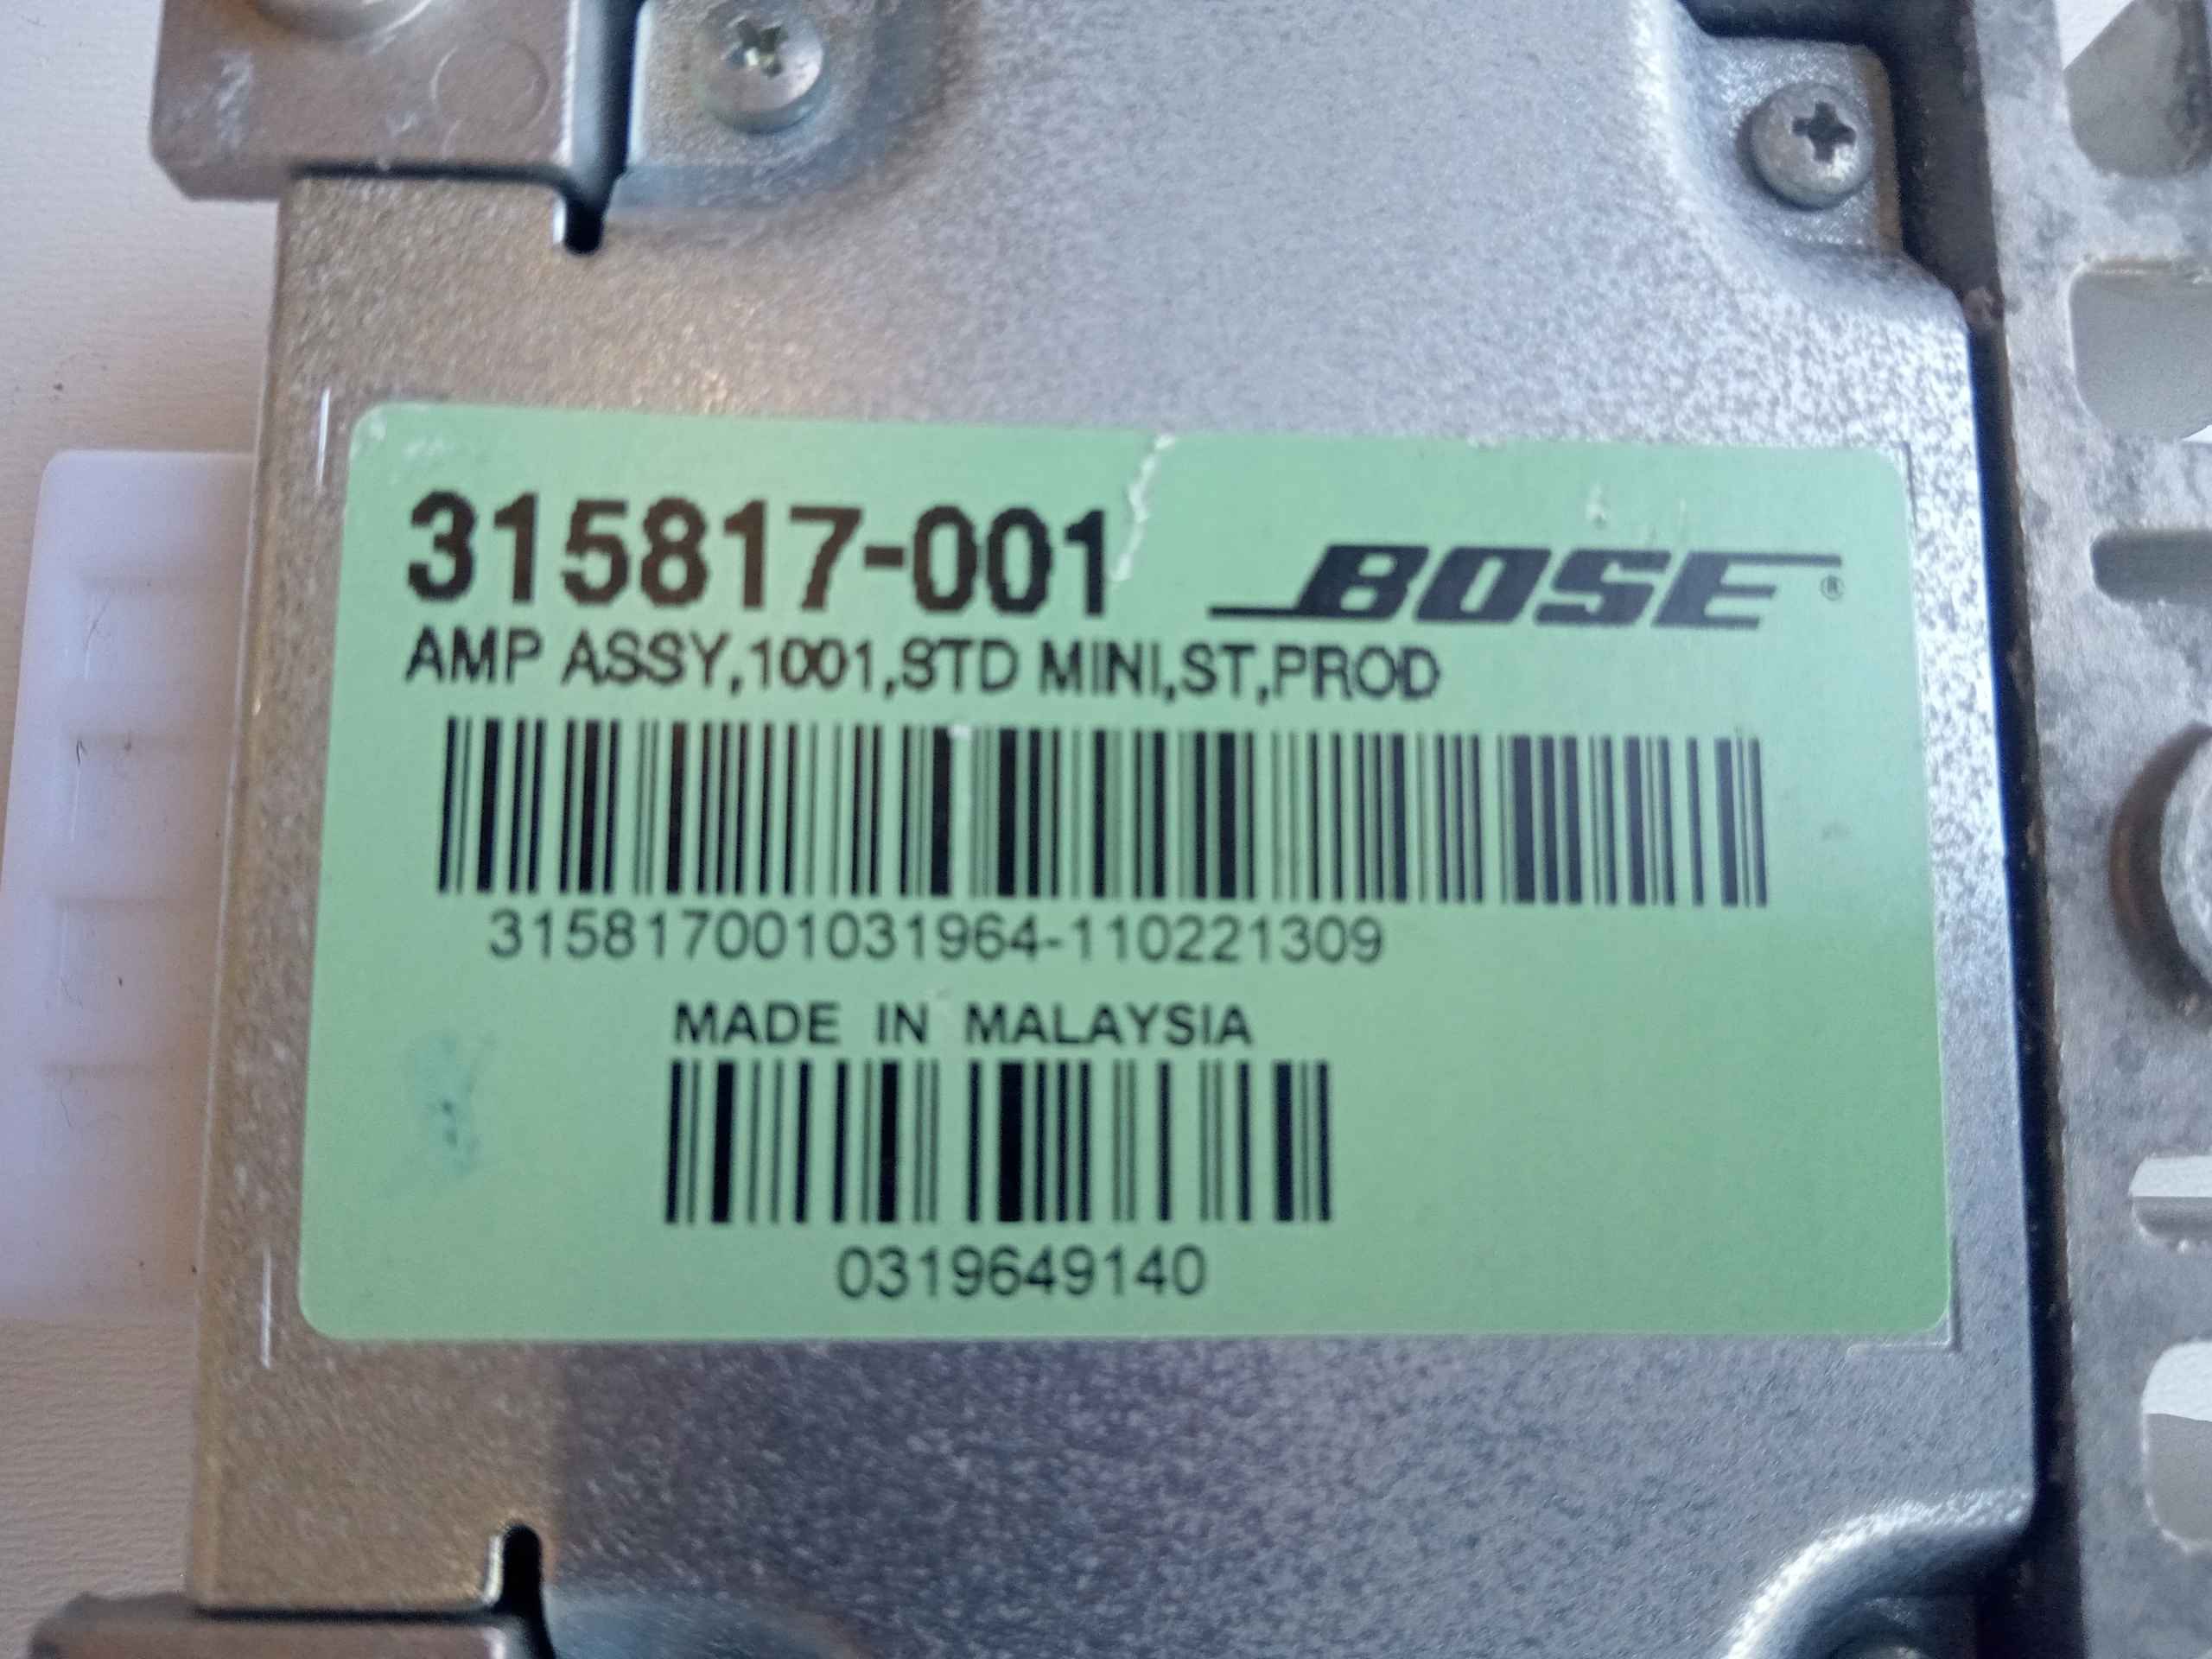 315817-001 BOSE®
AMP ASSY,1001,STD MINI,ST,PROD
315817001031964-110221309
MADE IN MALAYSIA
0319649140